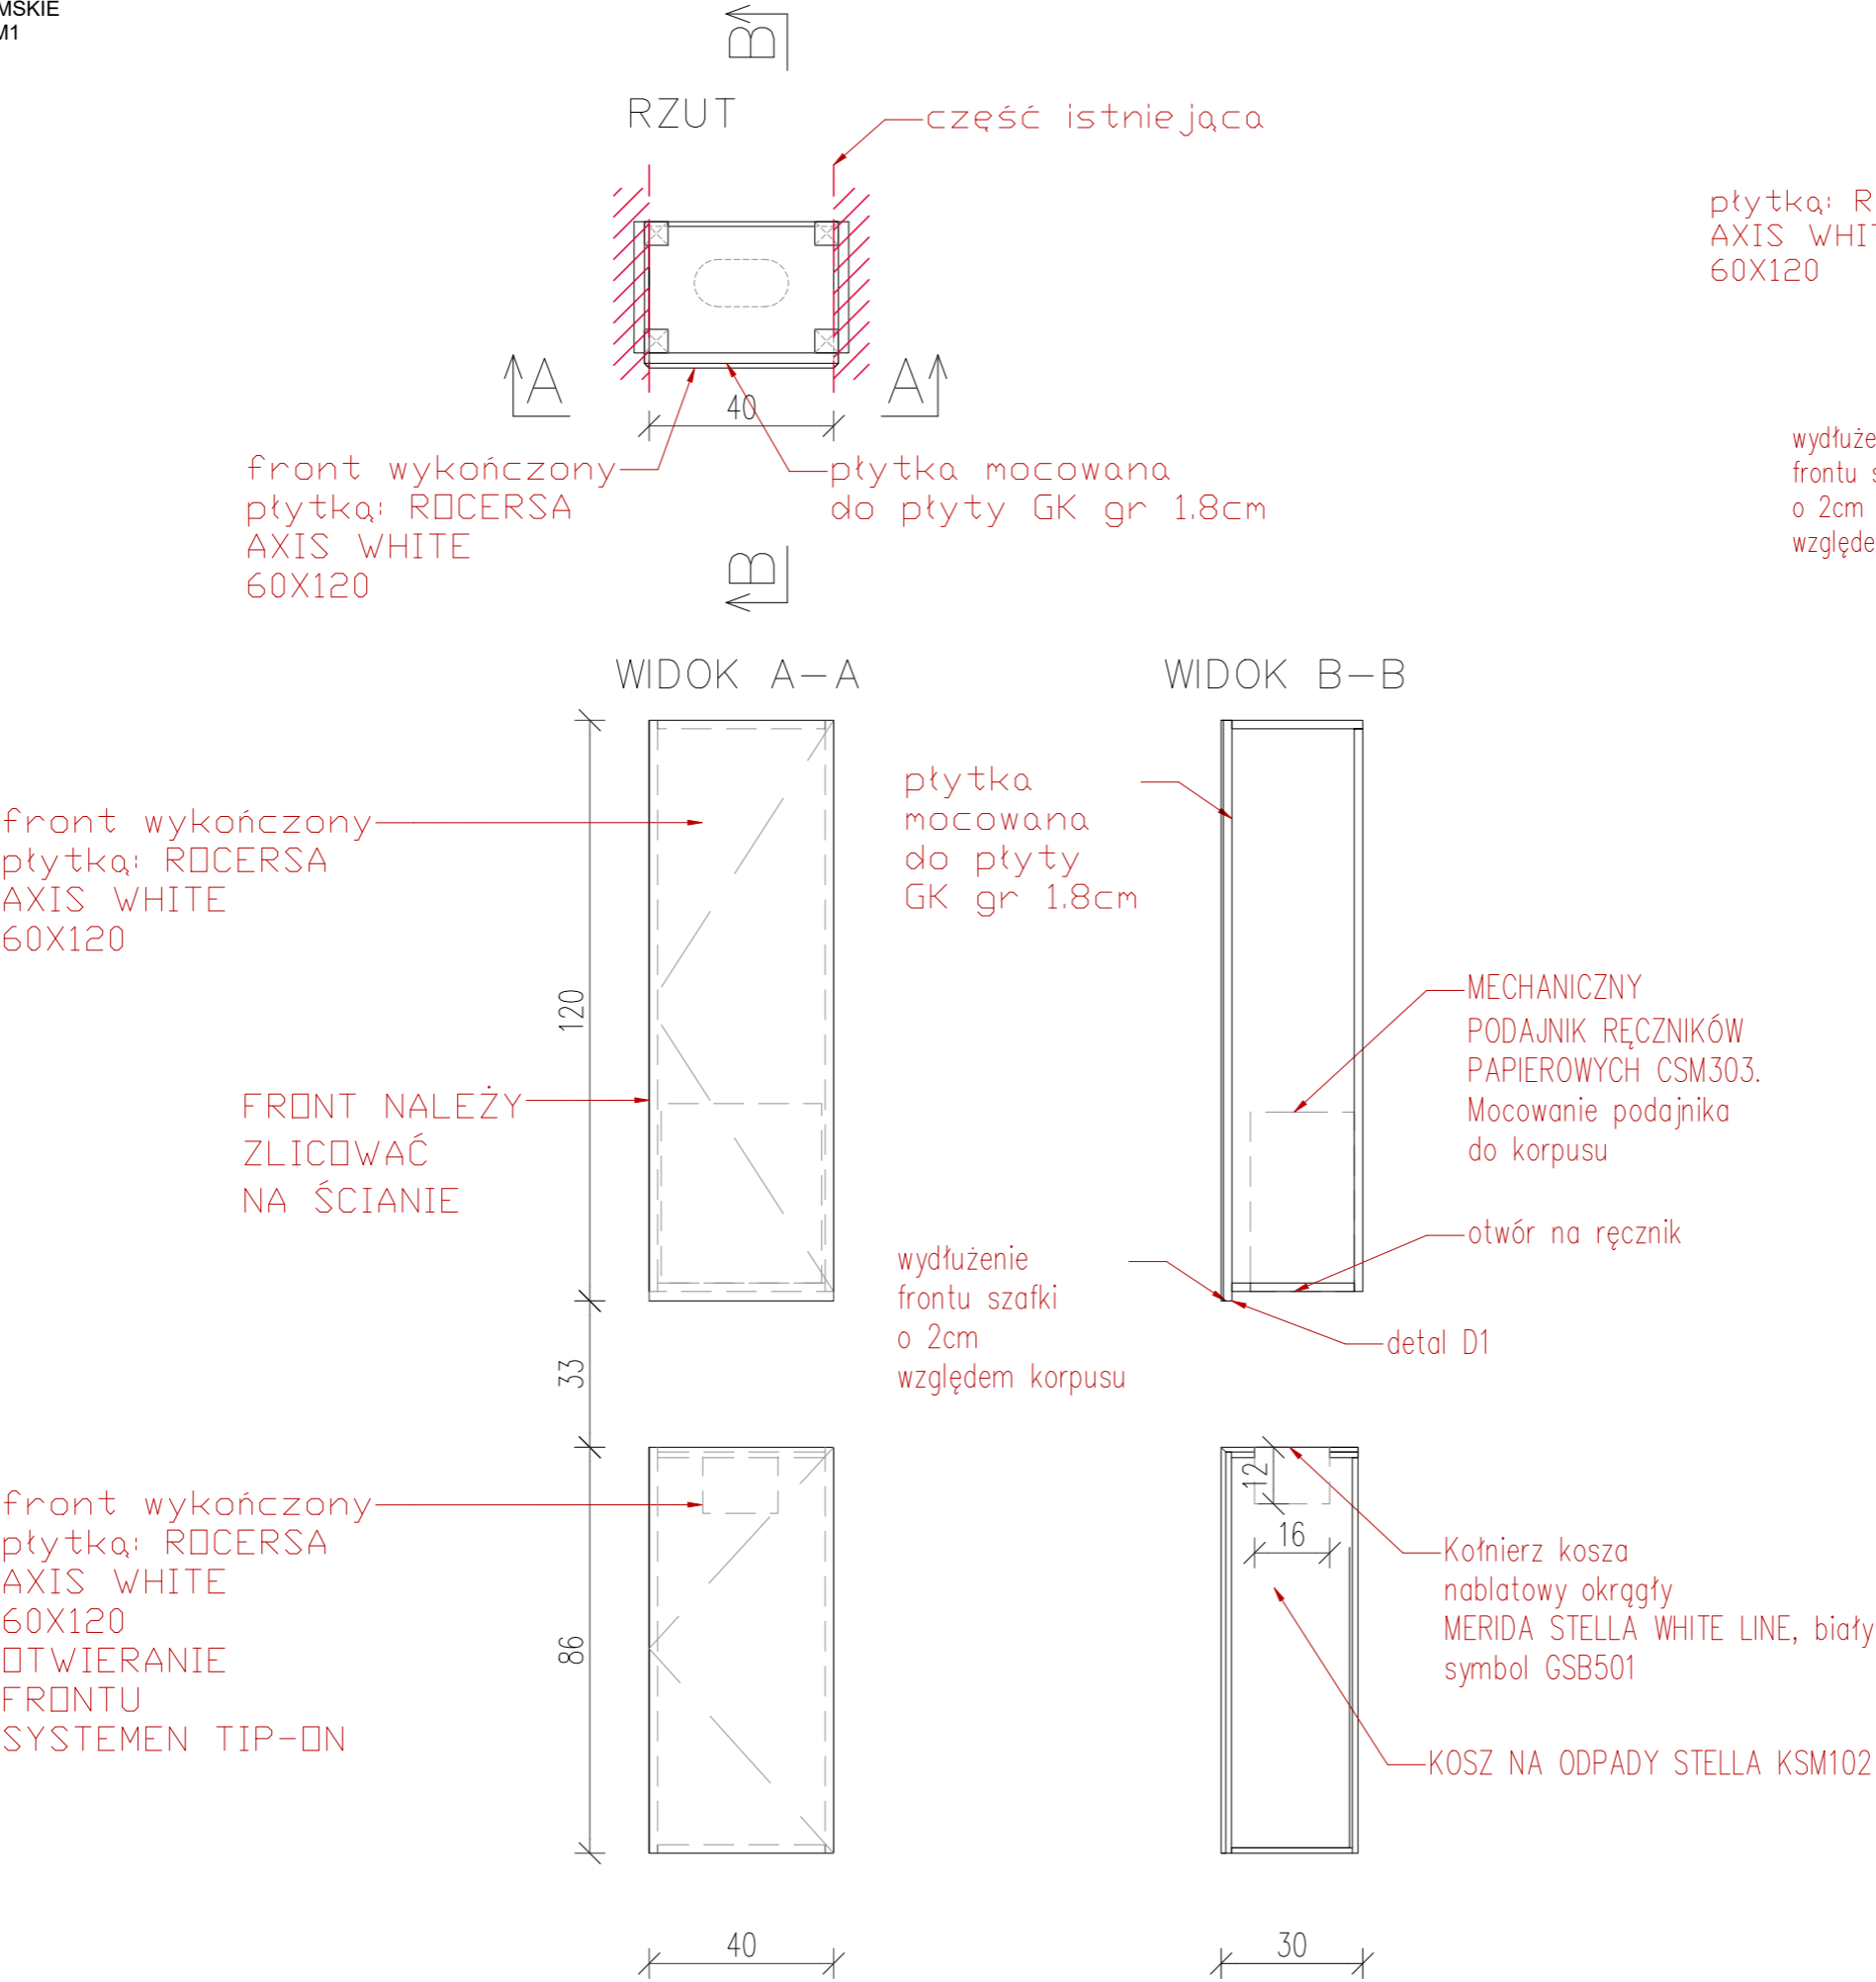 MSKIE
M1
B
RZUT
część istniejąca
A
A
40
front wykończony
płytką: ROCERSA
AXIS WHITE
60X120
płytka mocowana
do płyty GK gr 1.8cm
B
płytką: R
AXIS WHIT
60X120
wydłuże
frontu s
o 2cm
względe
WIDOK A-A
WIDOK B-B
front wykończony
płytką: ROCERSA
AXIS WHITE
60X120
płytka
mocowana
do płyty
GK gr 1.8cm
120
MECHANICZNY
PODAJNIK RĘCZNIKÓW
PAPIEROWYCH CSM303.
Mocowanie podajnika
do korpusu
FRONT NALEŻY
ZLICOWAĆ
NA ŚCIANIE
otwór na ręcznik
wydłużenie
frontu szafki
o 2cm
względem korpusu
detal D1
33
12
16
front wykończony
płytką: ROCERSA
AXIS WHITE
60X120
OTWIERANIE
FRONTU
SYSTEMEN TIP-ON
86
Kołnierz kosza
nablatowy okrągły
MERIDA STELLA WHITE LINE, biały
symbol GSB501
KOSZ NA ODPADY STELLA KSM102
40
30